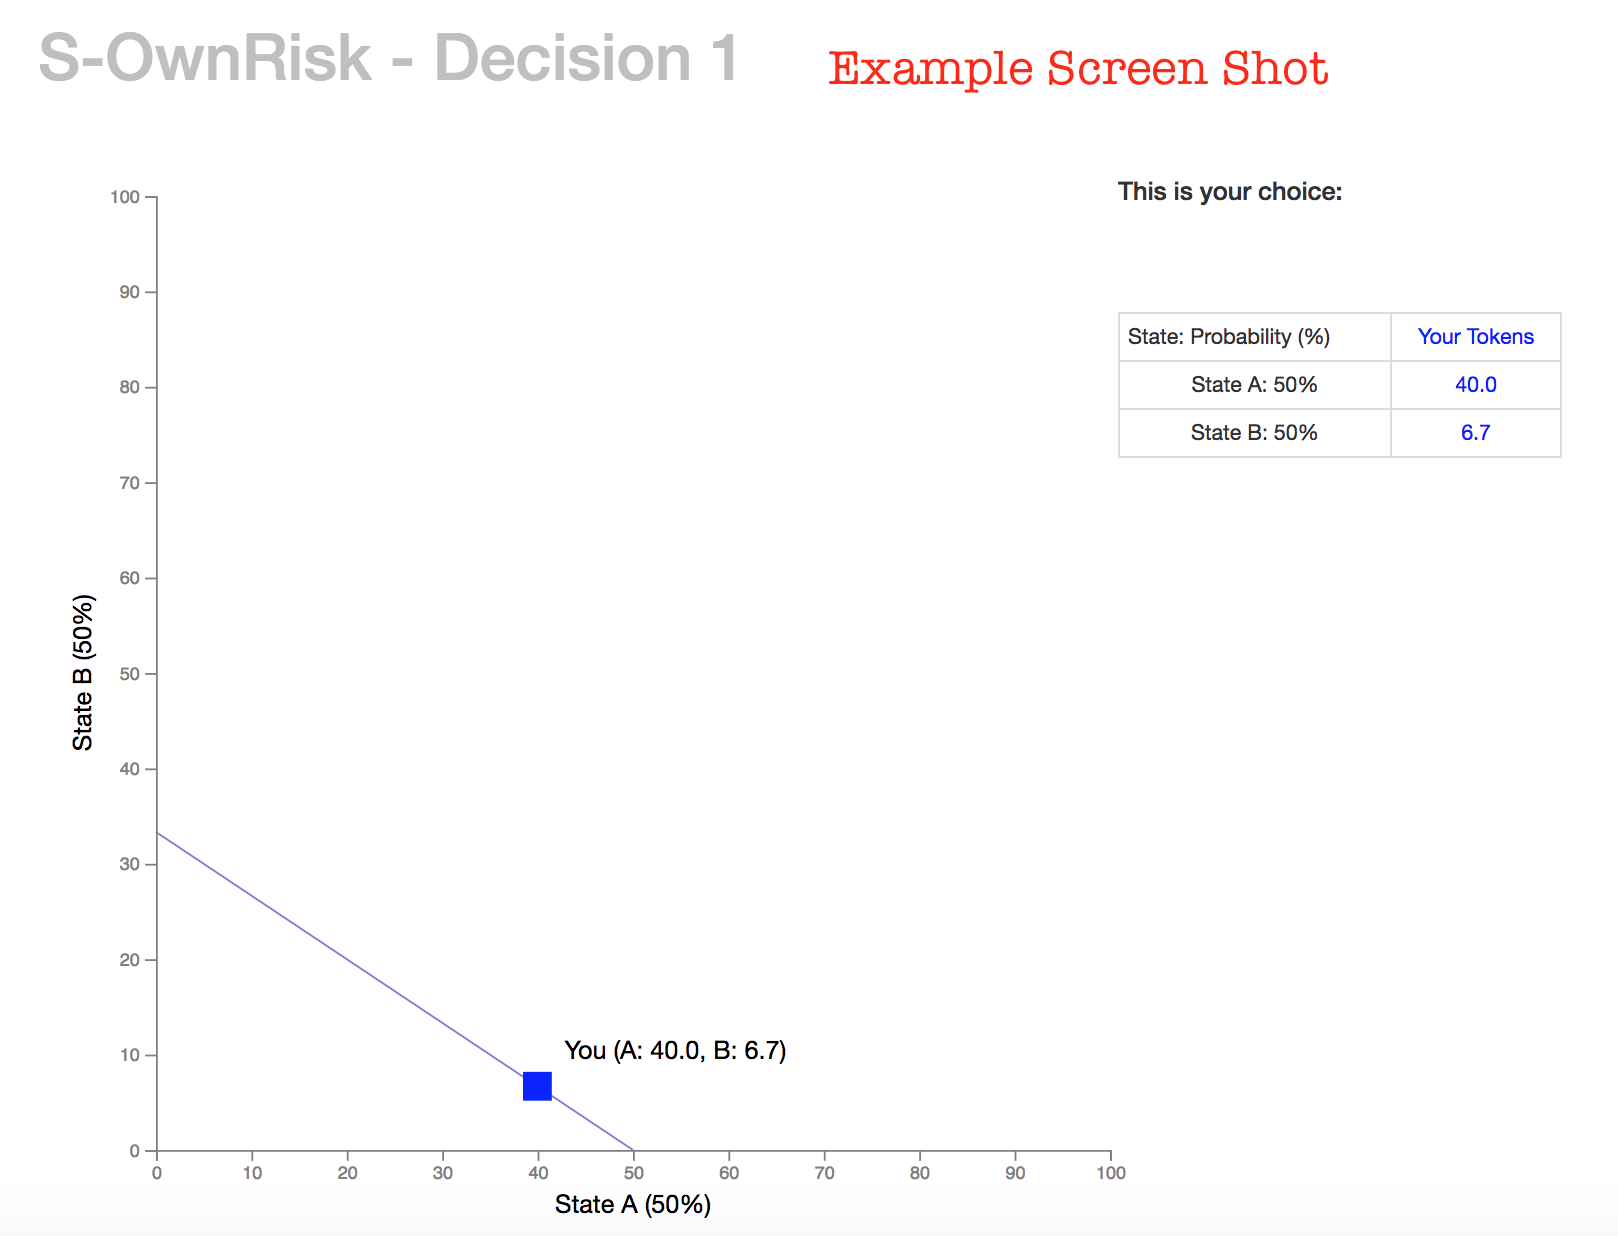 S-OwnRisk - Decision 1
Example Screen Shot
This is your choice:
State: Probability (%) Your Tokens
State A: 50% 40.0
State B: 50% 6.7
100
90
80
70
60
50
40
30
20
10
0
State B (50%)
You (A: 40.0, B: 6.7)
0 10 20 30 40 50 60 70 80 90 100
State A (50%)